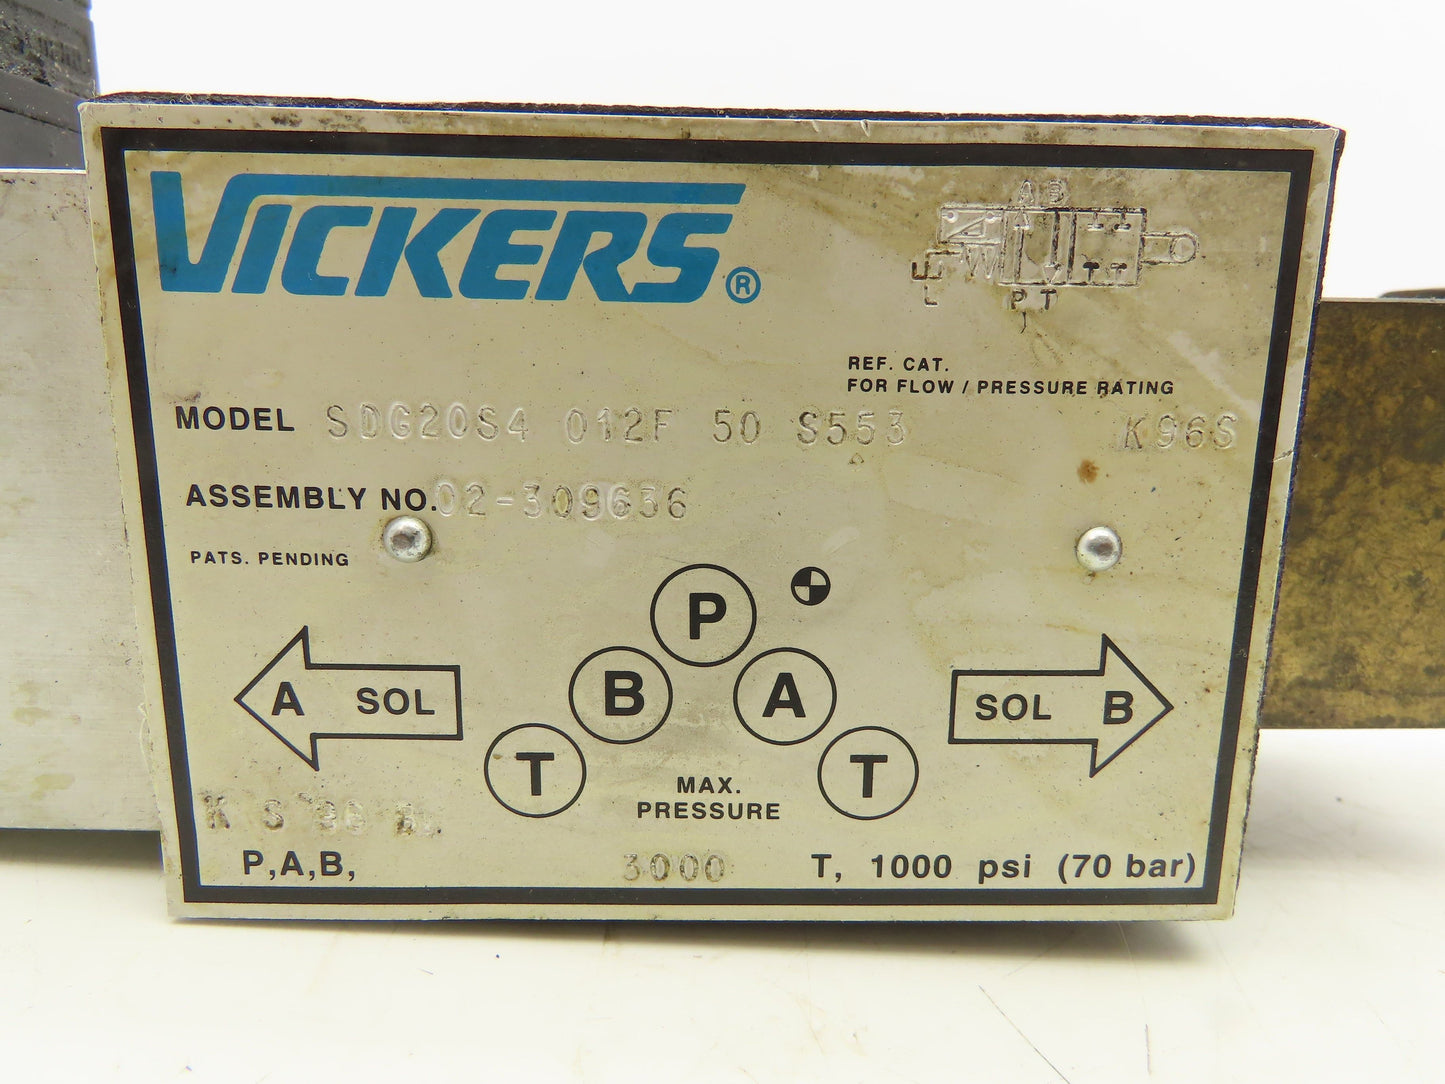 VICKERS ®
A B
L
P T
REF. CAT.
FOR FLOW / PRESSURE RATING
MODEL SDG20S4 012F 50 S553 K96S
ASSEMBLY NO. 02-309636
PATS. PENDING
P
A SOL B A SOL B
T T
MAX.
PRESSURE
K S 96
P,A,B, 3000 T, 1000 psi (70 bar)